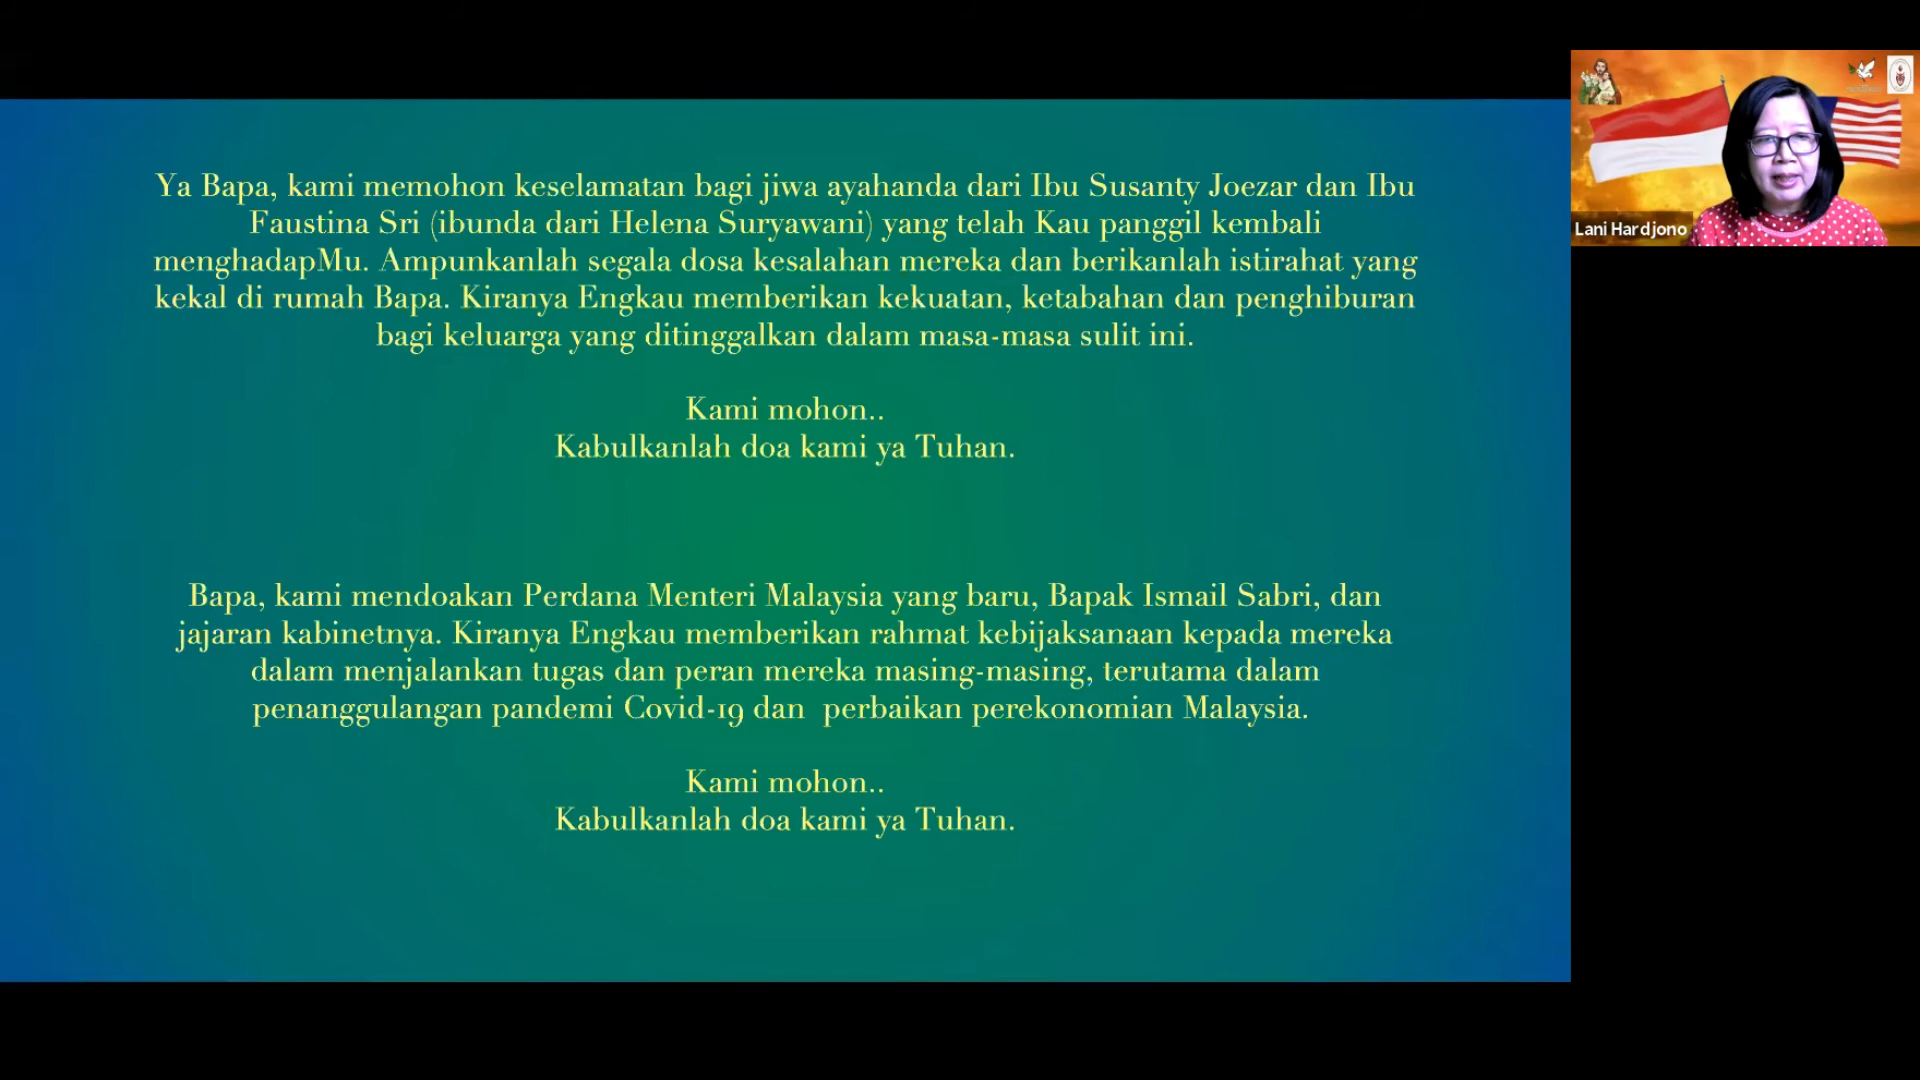 Ya Bapa, kami memohon keselamatan bagi jiwa ayahanda dari Ibu Susanty Joezar dan Ibu
Faustina Sri (ibunda dari Helena Suryawani) yang telah Kau panggil kembali
menghadapMu. Ampunkanlah segala dosa kesalahan mereka dan berikanlah istirahat yang
kekal di rumah Bapa. Kiranya Engkau memberikan kekuatan, ketabahan dan penghiburan
bagi keluarga yang ditinggalkan dalam masa-masa sulit ini.
Kami mohon..
Kabulkanlah doa kami ya Tuhan.
Bapa, kami mendoakan Perdana Menteri Malaysia yang baru, Bapak Ismail Sabri, dan
jajaran kabinetnya. Kiranya Engkau memberikan rahmat kebijaksanaan kepada mereka
dalam menjalankan tugas dan peran mereka masing-masing, terutama dalam
penanggulangan pandemi Covid-19 dan  perbaikan perekonomian Malaysia.
Kami mohon..
Kabulkanlah doa kami ya Tuhan.
Lani Hardjono